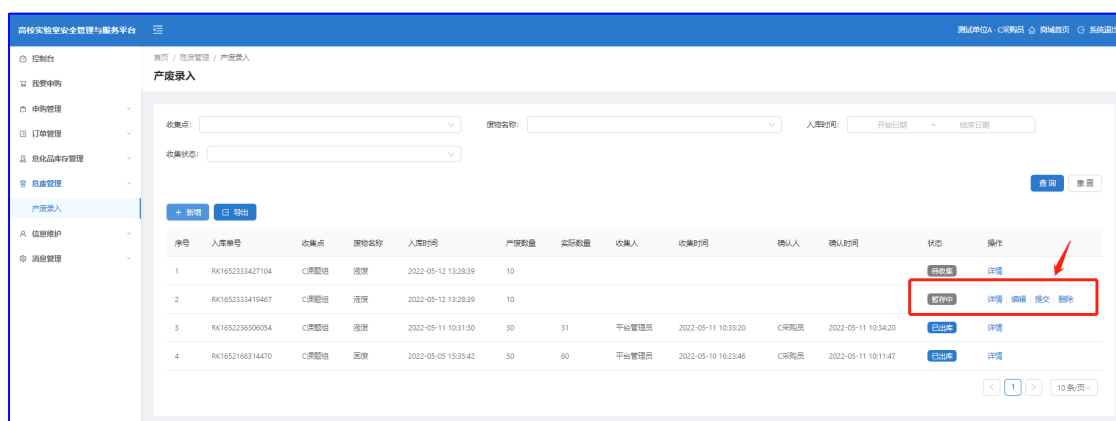 高校实验室安全管理与服务平台 测试单位A - C采购员 商城首页 系统退出
控制台
我要申购
申购管理
订单管理
危化品库存管理
危废管理
产废录入
信息维护
消息管理
首页 / 危废管理 / 产废录入
产废录入
收集点: 废物名称: 入库时间: 开始日期 ~ 结束日期
收集状态:
查询 重置
+ 新增 导出
序号 入库单号 收集点 废物名称 入库时间 产废数量 实际数量 收集人 收集时间 确认人 确认时间 状态 操作
1 RK1652333427104 C课题组 液废 2022-05-12 13:28:39 10 待收集 详情
2 RK1652333419467 C课题组 液废 2022-05-12 13:28:39 10 暂存中 详情 编辑 提交 删除
3 RK1652236306054 C课题组 液废 2022-05-11 10:31:30 30 31 平台管理员 2022-05-11 10:33:20 C采购员 2022-05-11 10:34:20 已出库 详情
4 RK1652168314470 C课题组 固废 2022-05-05 15:35:42 50 60 平台管理员 2022-05-10 16:23:46 C采购员 2022-05-11 10:11:47 已出库 详情
< 1 > 10 条/页